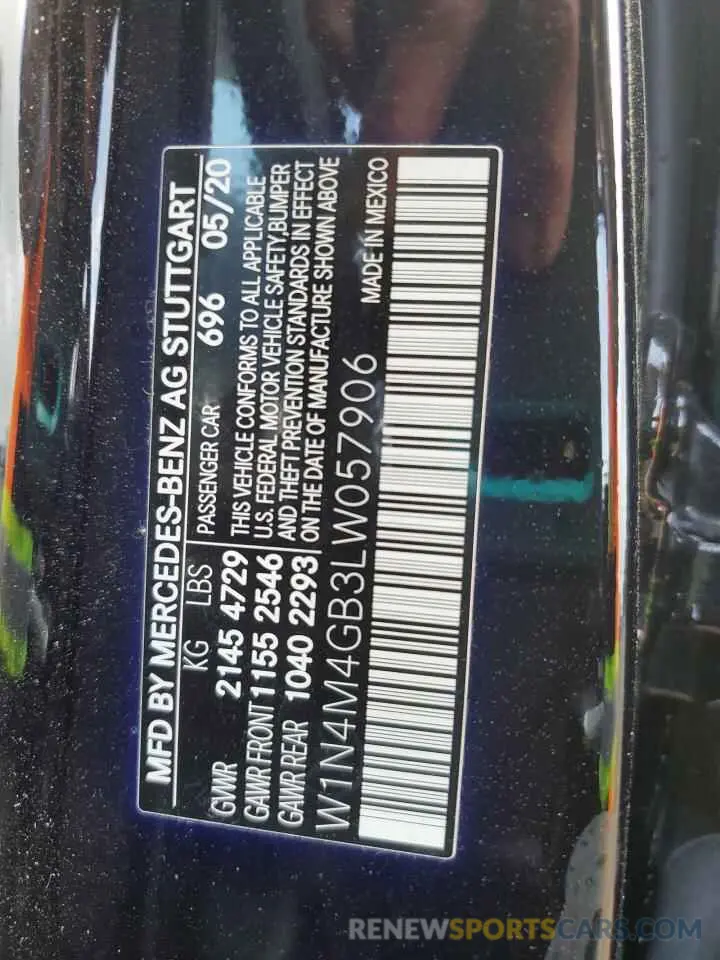 MFD BY MERCEDES-BENZ AG STUTTGART
KG LBS PASSENGER CAR 696 05/20
GWR 2145 4729 THIS VEHICLE CONFORMS TO ALL APPLICABLE
GAWR FRONT 1155 2546 U.S. FEDERAL MOTOR VEHICLE SAFETY,BUMPER
GAWR REAR 1040 2293 AND THEFT PREVENTION STANDARDS IN EFFECT
ON THE DATE OF MANUFACTURE SHOWN ABOVE
W1N4M4GB3LW057906 MADE IN MEXICO
RENEWSPORTSCARS.COM